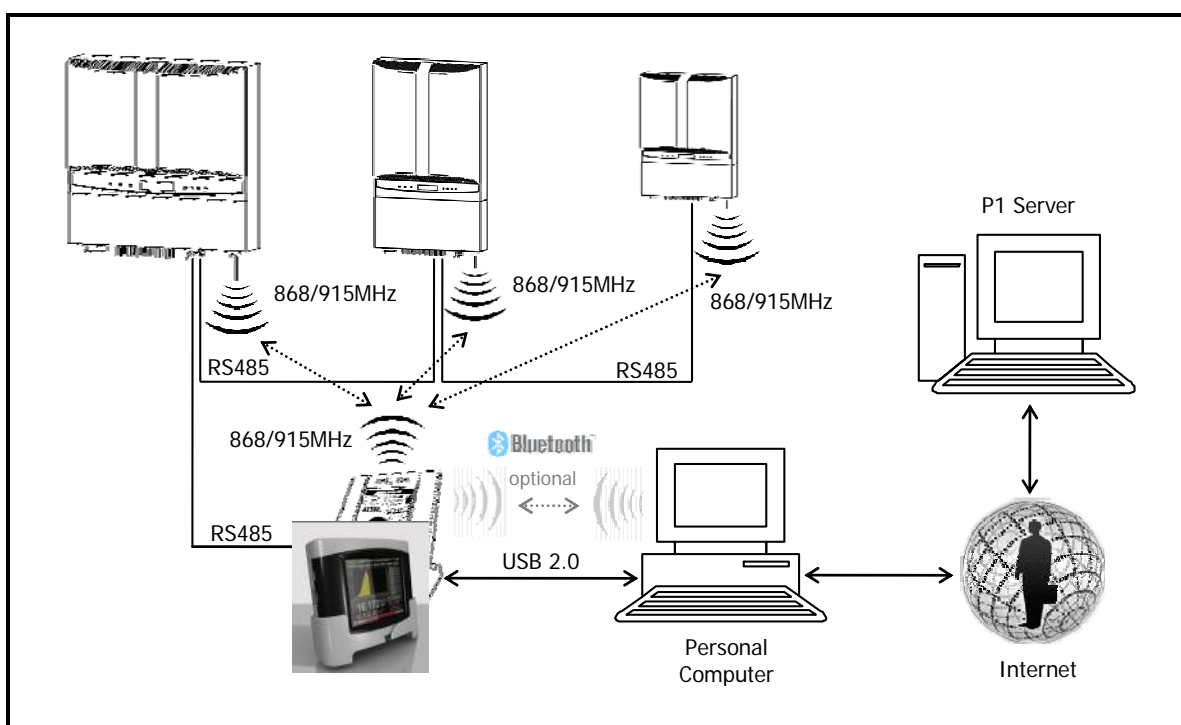 P1 Server
868/915MHz
868/915MHz
868/915MHz
RS485
RS485
868/915MHz
Bluetooth
optional
RS485
USB 2.0
Personal
Computer
Internet